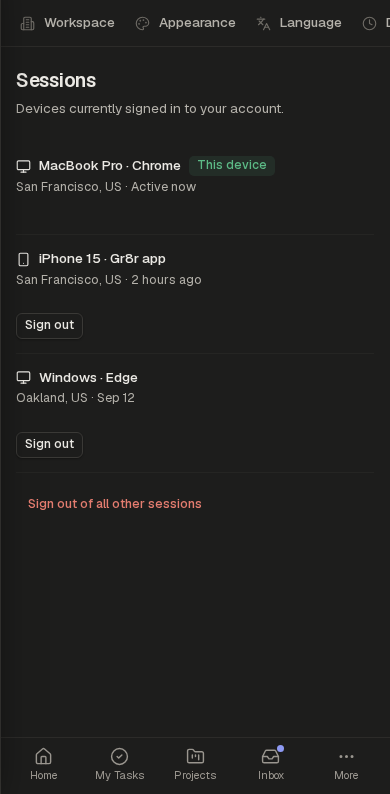 Workspace Appearance Language
Sessions
Devices currently signed in to your account.
MacBook Pro · Chrome This device
San Francisco, US · Active now
iPhone 15 · Gr8r app
San Francisco, US · 2 hours ago
Sign out
Windows · Edge
Oakland, US · Sep 12
Sign out
Sign out of all other sessions
Home My Tasks Projects Inbox More